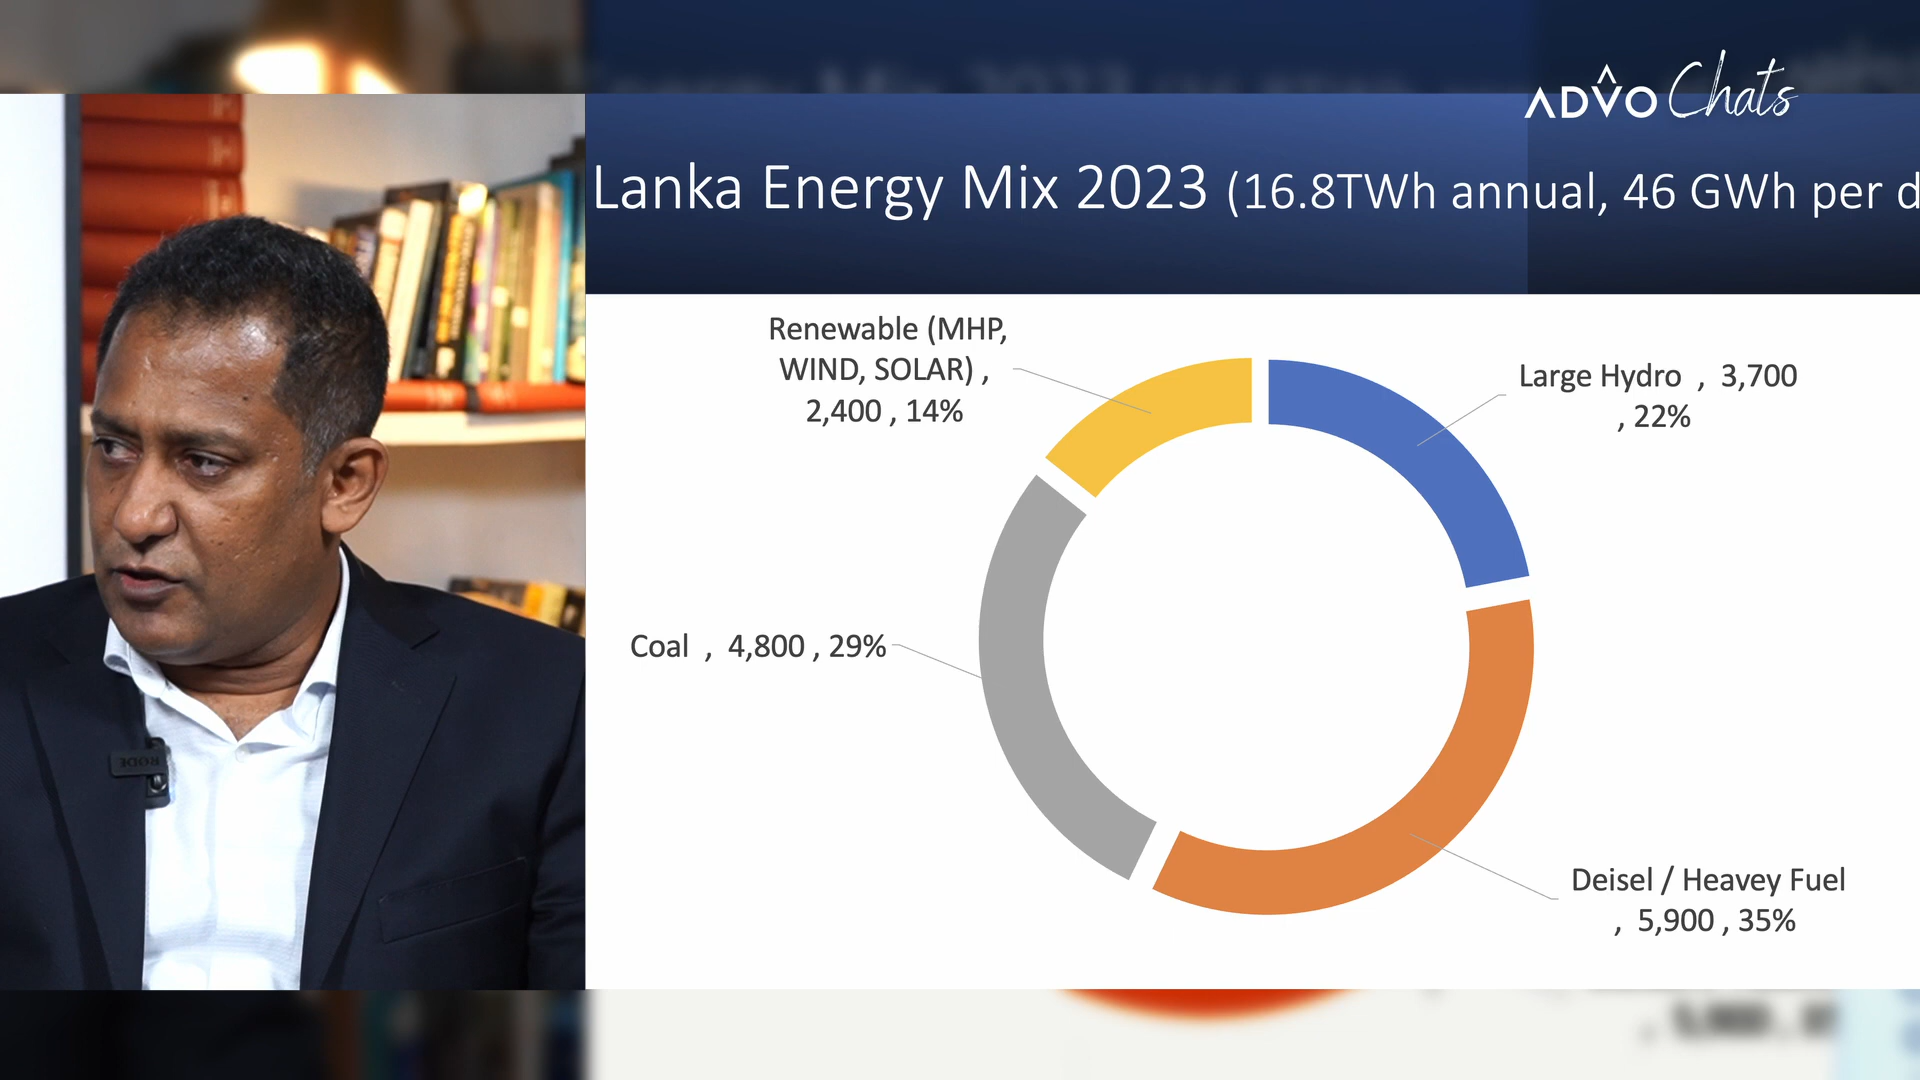 ADVO Chats
Lanka Energy Mix 2023 (16.8TWh annual, 46 GWh per d
Renewable (MHP,
WIND, SOLAR) ,
2,400 , 14%
Large Hydro , 3,700
, 22%
Coal , 4,800 , 29%
Deisel / Heavey Fuel
, 5,900 , 35%
RODE